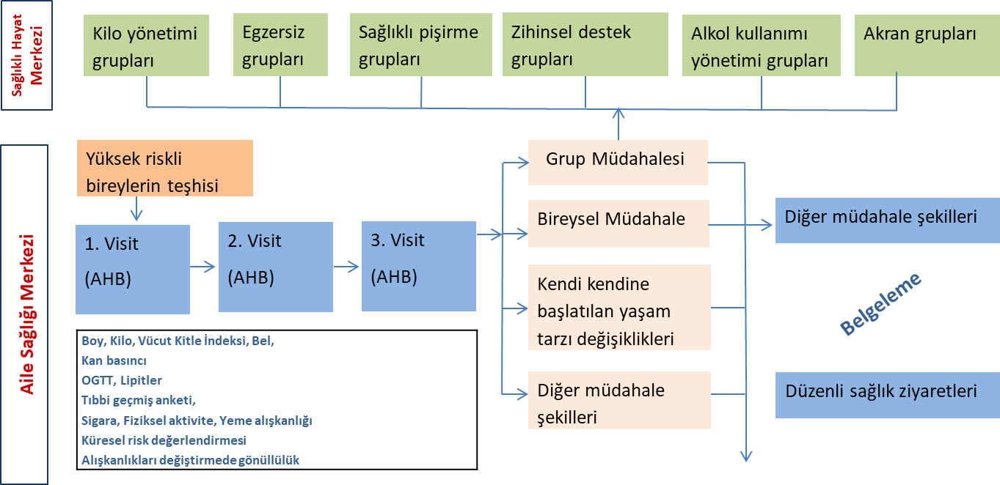 Sağlıklı Hayat
Merkezi
Kilo yönetimi
grupları
Egzersiz
grupları
Sağlıklı pişirme
grupları
Zihinsel destek
grupları
Alkol kullanımı
yönetimi grupları
Akran grupları
Aile Sağlığı Merkezi
Yüksek riskli
bireylerin teşhisi
1. Visit
(AHB)
2. Visit
(AHB)
3. Visit
(AHB)
Boy, Kilo, Vücut Kitle İndeksi, Bel,
Kan basıncı
OGTT, Lipitler
Tıbbi geçmiş anketi,
Sigara, Fiziksel aktivite, Yeme alışkanlığı
Küresel risk değerlendirmesi
Alışkanlıkları değiştirmede gönüllülük
Grup Müdahalesi
Bireysel Müdahale
Kendi kendine
başlatılan yaşam
tarzı değişiklikleri
Diğer müdahale
şekilleri
Diğer müdahale şekilleri
Belgeleme
Düzenli sağlık ziyaretleri